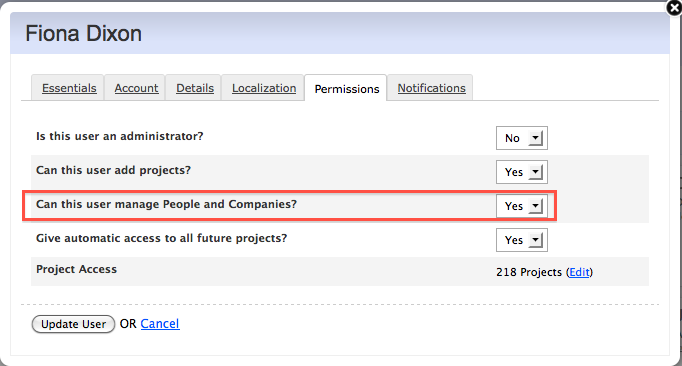 Fiona Dixon
Essentials Account Details Localization Permissions Notifications
Is this user an administrator? No
Can this user add projects? Yes
Can this user manage People and Companies? Yes
Give automatic access to all future projects? Yes
Project Access 218 Projects (Edit)
Update User OR Cancel